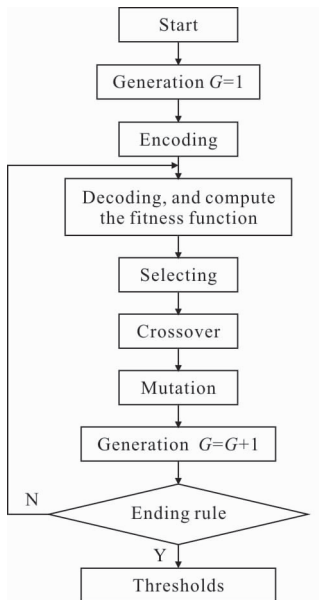 Start
Generation G=1
Encoding
Decoding, and compute
the fitness function
Selecting
Crossover
Mutation
Generation G=G+1
N
Ending rule
Y
Thresholds